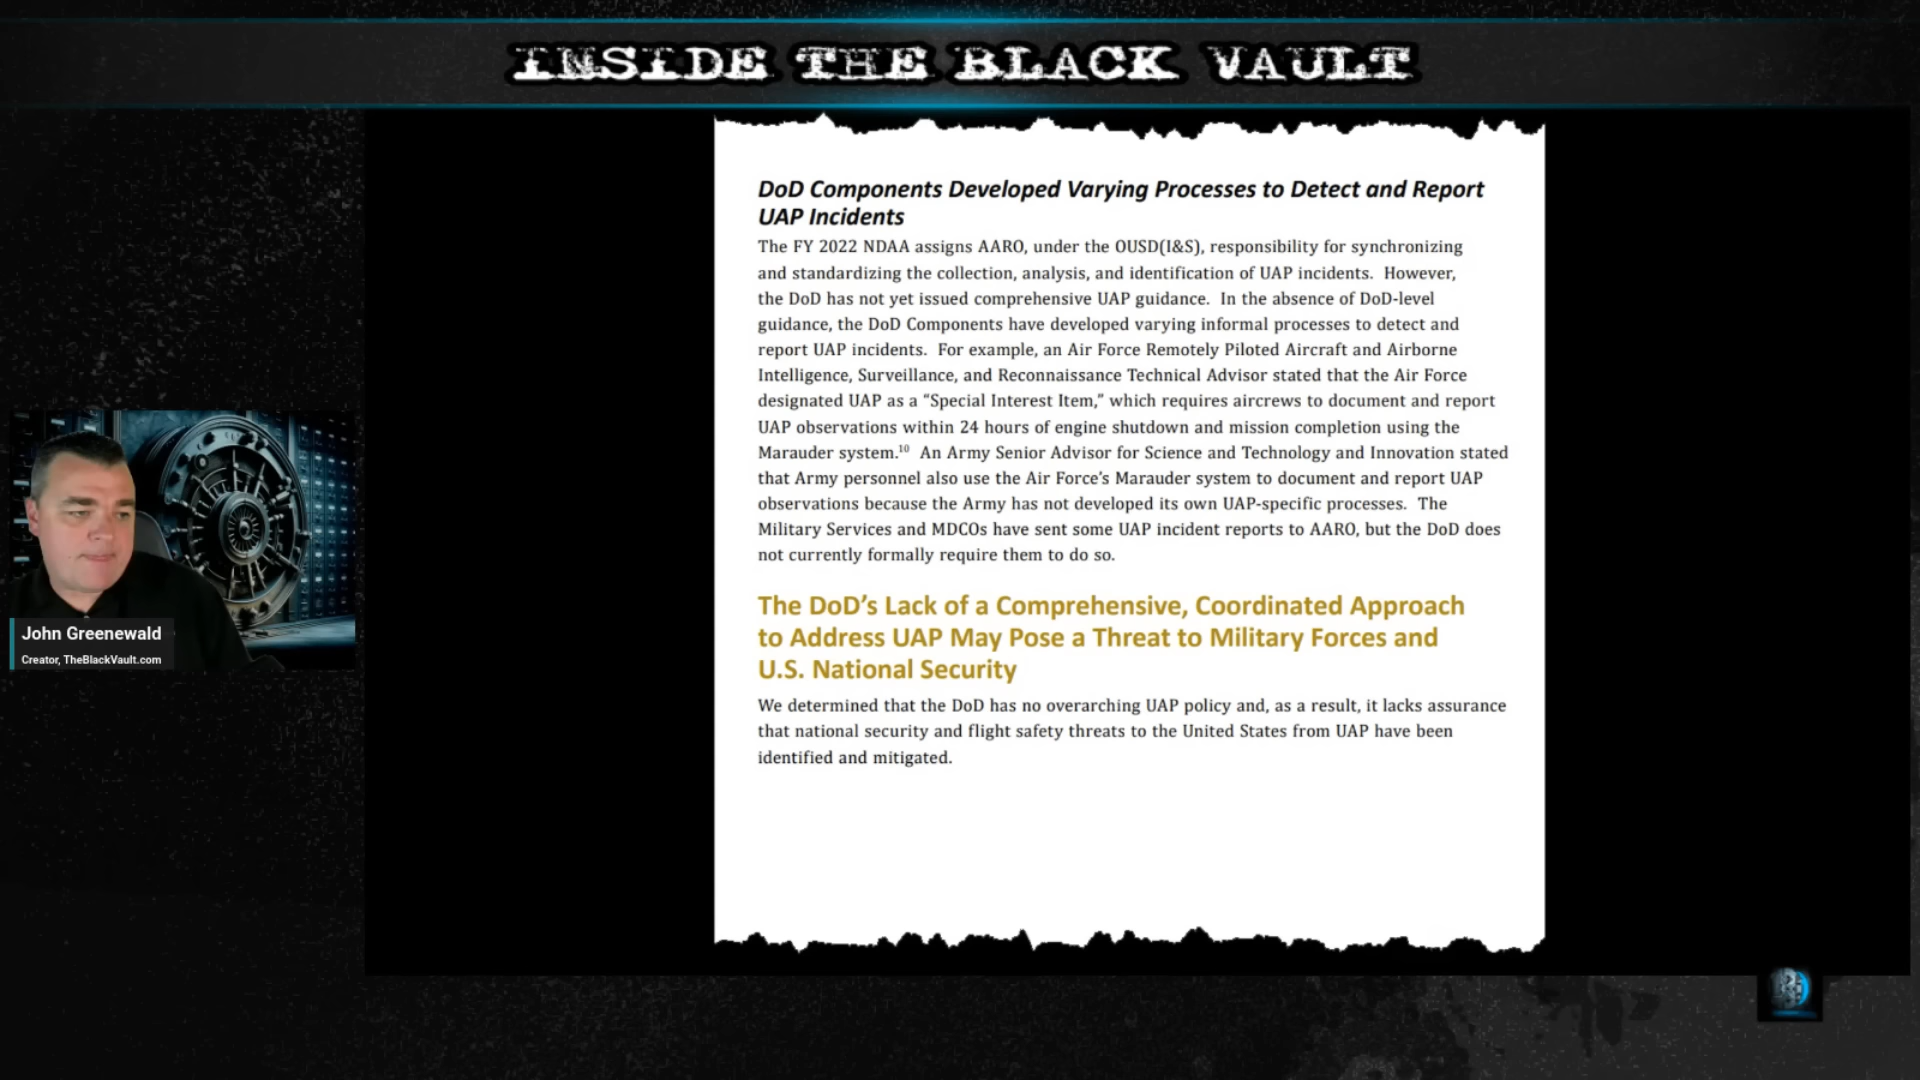 INSIDE THE BLACK VAULT
DoD Components Developed Varying Processes to Detect and Report
UAP Incidents
The FY 2022 NDAA assigns AARO, under the OUSD(I&S), responsibility for synchronizing
and standardizing the collection, analysis, and identification of UAP incidents.  However,
the DoD has not yet issued comprehensive UAP guidance.  In the absence of DoD-level
guidance, the DoD Components have developed varying informal processes to detect and
report UAP incidents.  For example, an Air Force Remotely Piloted Aircraft and Airborne
Intelligence, Surveillance, and Reconnaissance Technical Advisor stated that the Air Force
designated UAP as a “Special Interest Item,” which requires aircrews to document and report
UAP observations within 24 hours of engine shutdown and mission completion using the
Marauder system.¹⁰  An Army Senior Advisor for Science and Technology and Innovation stated
that Army personnel also use the Air Force’s Marauder system to document and report UAP
observations because the Army has not developed its own UAP-specific processes.  The
Military Services and MDCOs have sent some UAP incident reports to AARO, but the DoD does
not currently formally require them to do so.
The DoD’s Lack of a Comprehensive, Coordinated Approach
to Address UAP May Pose a Threat to Military Forces and
U.S. National Security
We determined that the DoD has no overarching UAP policy and, as a result, it lacks assurance
that national security and flight safety threats to the United States from UAP have been
identified and mitigated.
John Greenewald
Creator, TheBlackVault.com